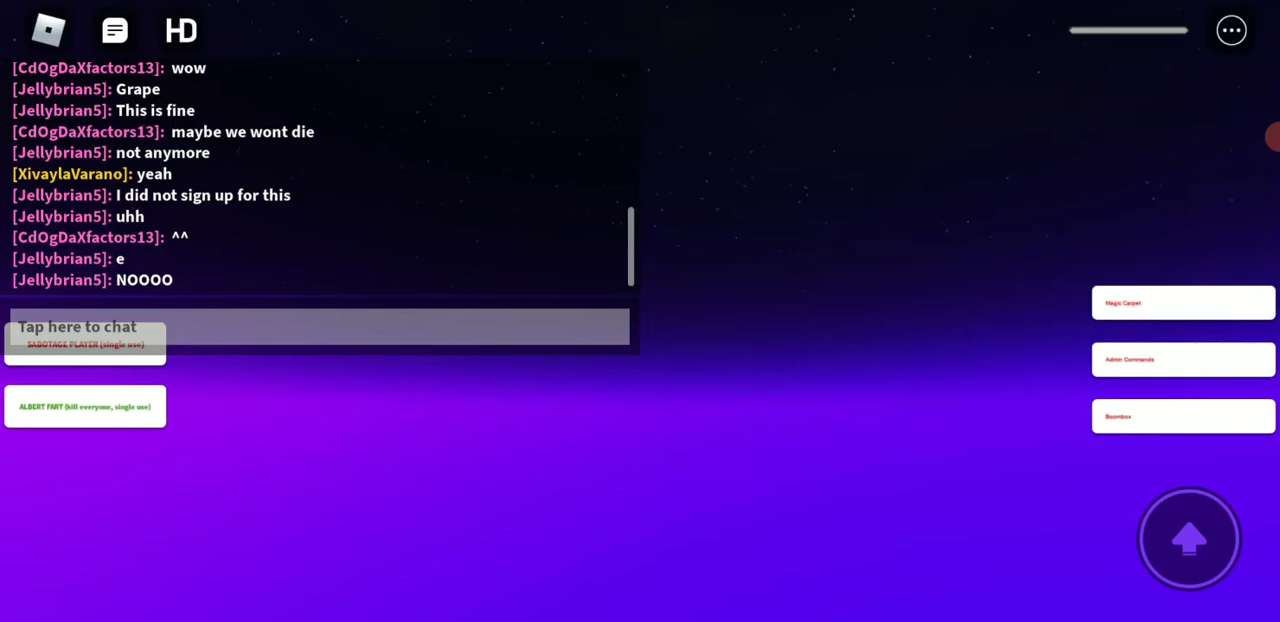 HD
[CdOgDaXfactors13]: wow
[Jellybrian5]: Grape
[Jellybrian5]: This is fine
[CdOgDaXfactors13]: maybe we wont die
[Jellybrian5]: not anymore
[XivaylaVarano]: yeah
[Jellybrian5]: I did not sign up for this
[Jellybrian5]: uhh
[CdOgDaXfactors13]: ^^
[Jellybrian5]: e
[Jellybrian5]: NOOOO
Tap here to chat
SABOTAGE PLAYER (single use)
ALBERT FART (kill everyone, single use)
Magic Carpet
Admin Commands
Boombox